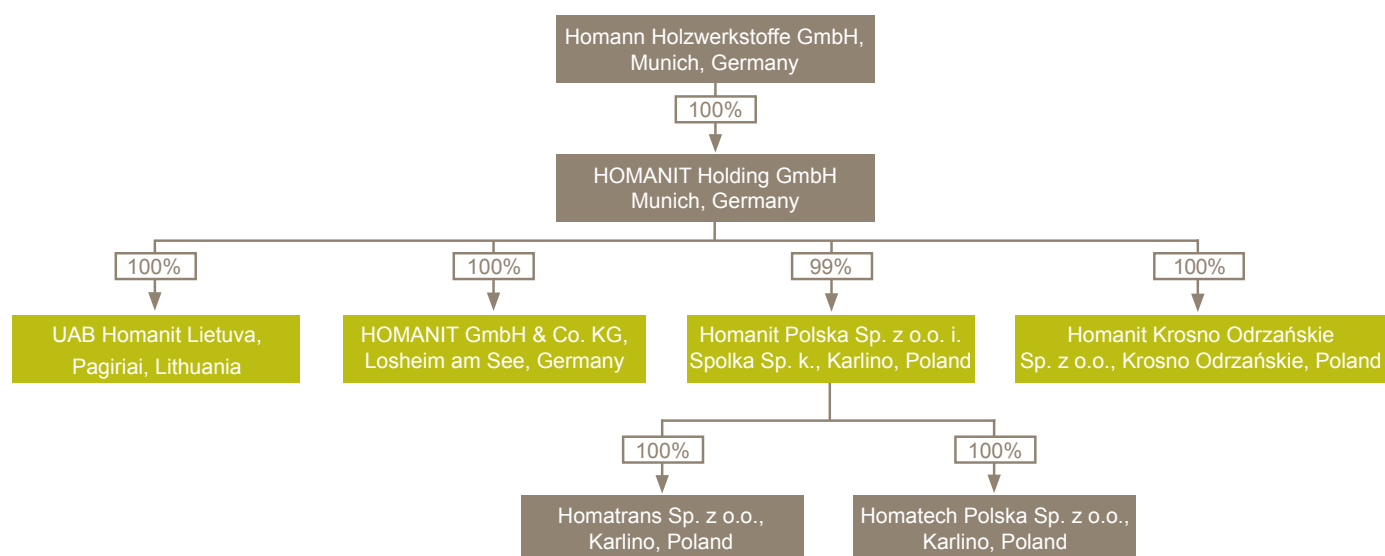 Homann Holzwerkstoffe GmbH,
Munich, Germany
100%
HOMANIT Holding GmbH
Munich, Germany
100%
100%
99%
100%
UAB Homanit Lietuva,
Pagiriai, Lithuania
HOMANIT GmbH & Co. KG,
Losheim am See, Germany
Homanit Polska Sp. z o.o. i.
Spolka Sp. k., Karlino, Poland
Homanit Krosno Odrzańskie
Sp. z o.o., Krosno Odrzańskie, Poland
100%
100%
Homatrans Sp. z o.o.,
Karlino, Poland
Homatech Polska Sp. z o.o.,
Karlino, Poland